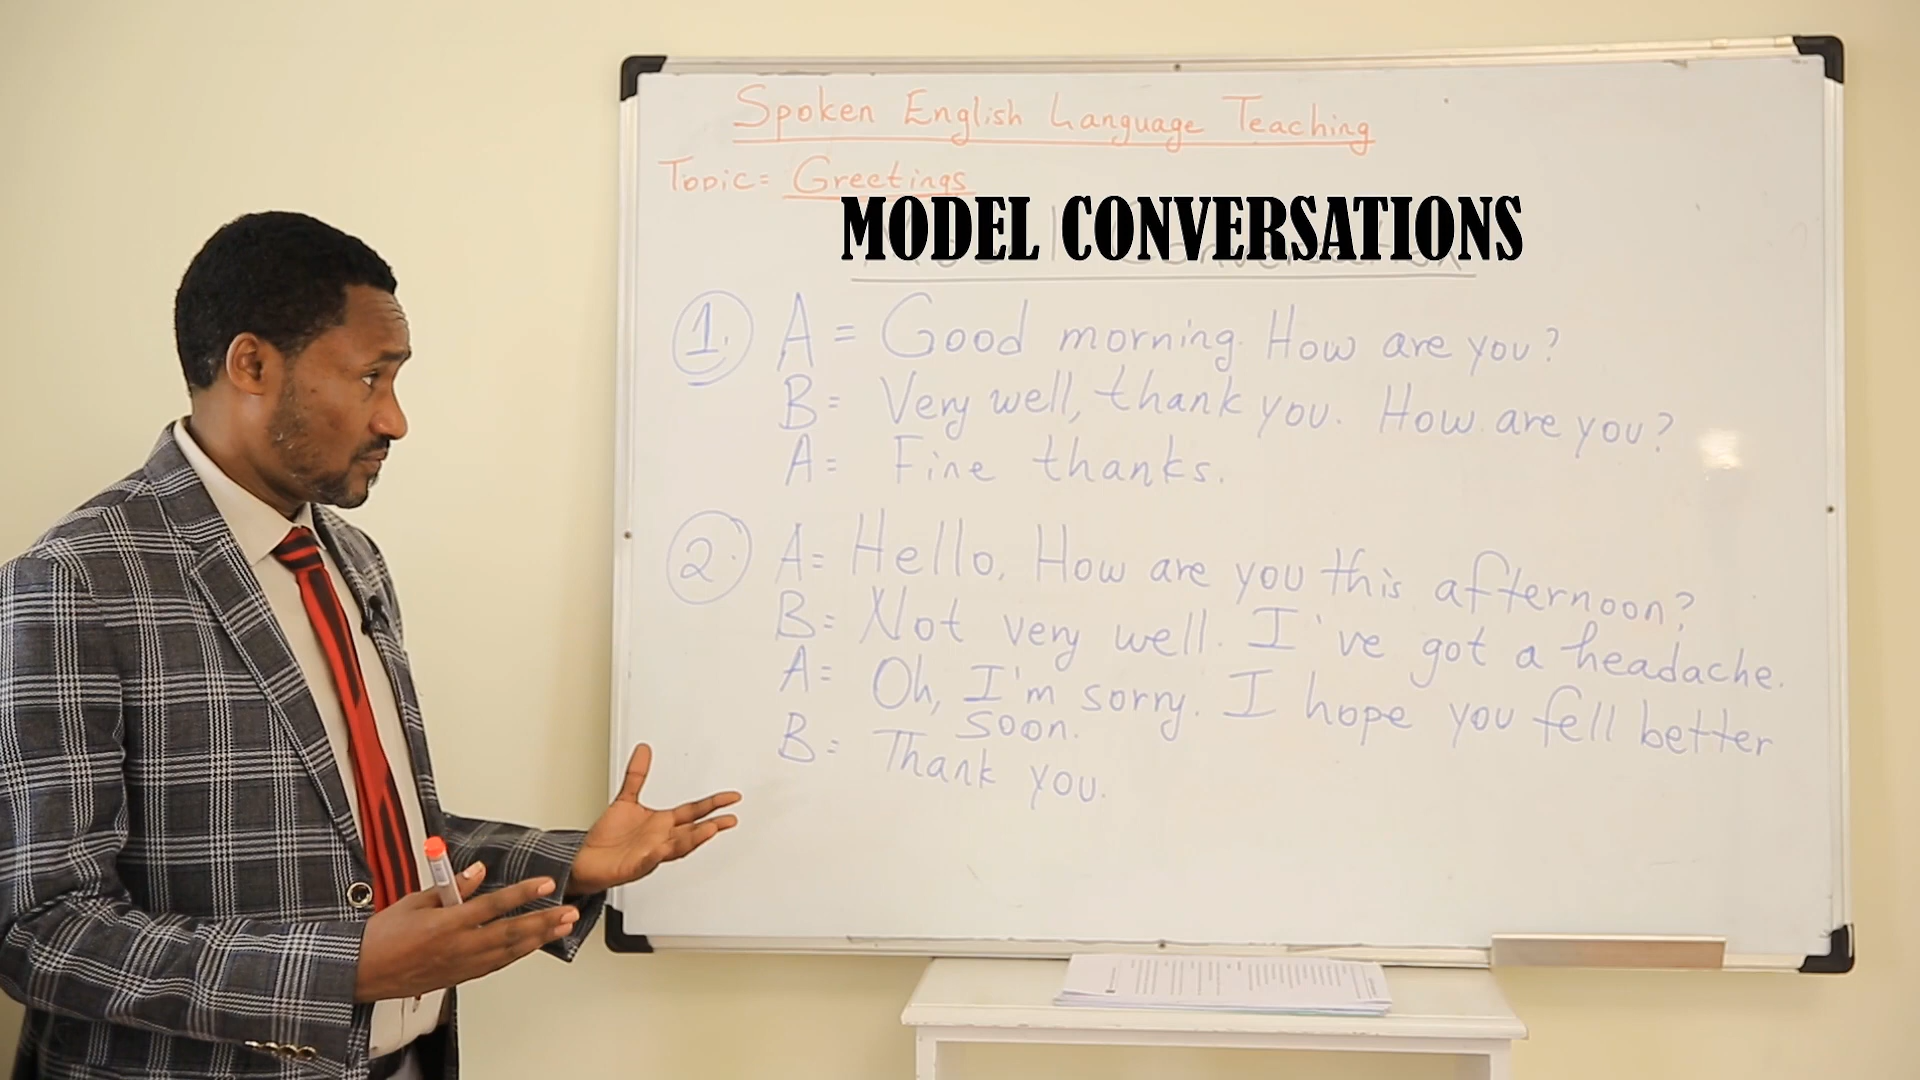 Spoken English Language Teaching
Topic= Greetings
MODEL CONVERSATIONS
1. A= Good morning. How are you?
B= Very well, thank you. How are you?
A= Fine thanks.
2. A= Hello. How are you this afternoon?
B= Not very well. I've got a headache.
A= Oh, I'm sorry. I hope you fell better
soon.
B= Thank you.